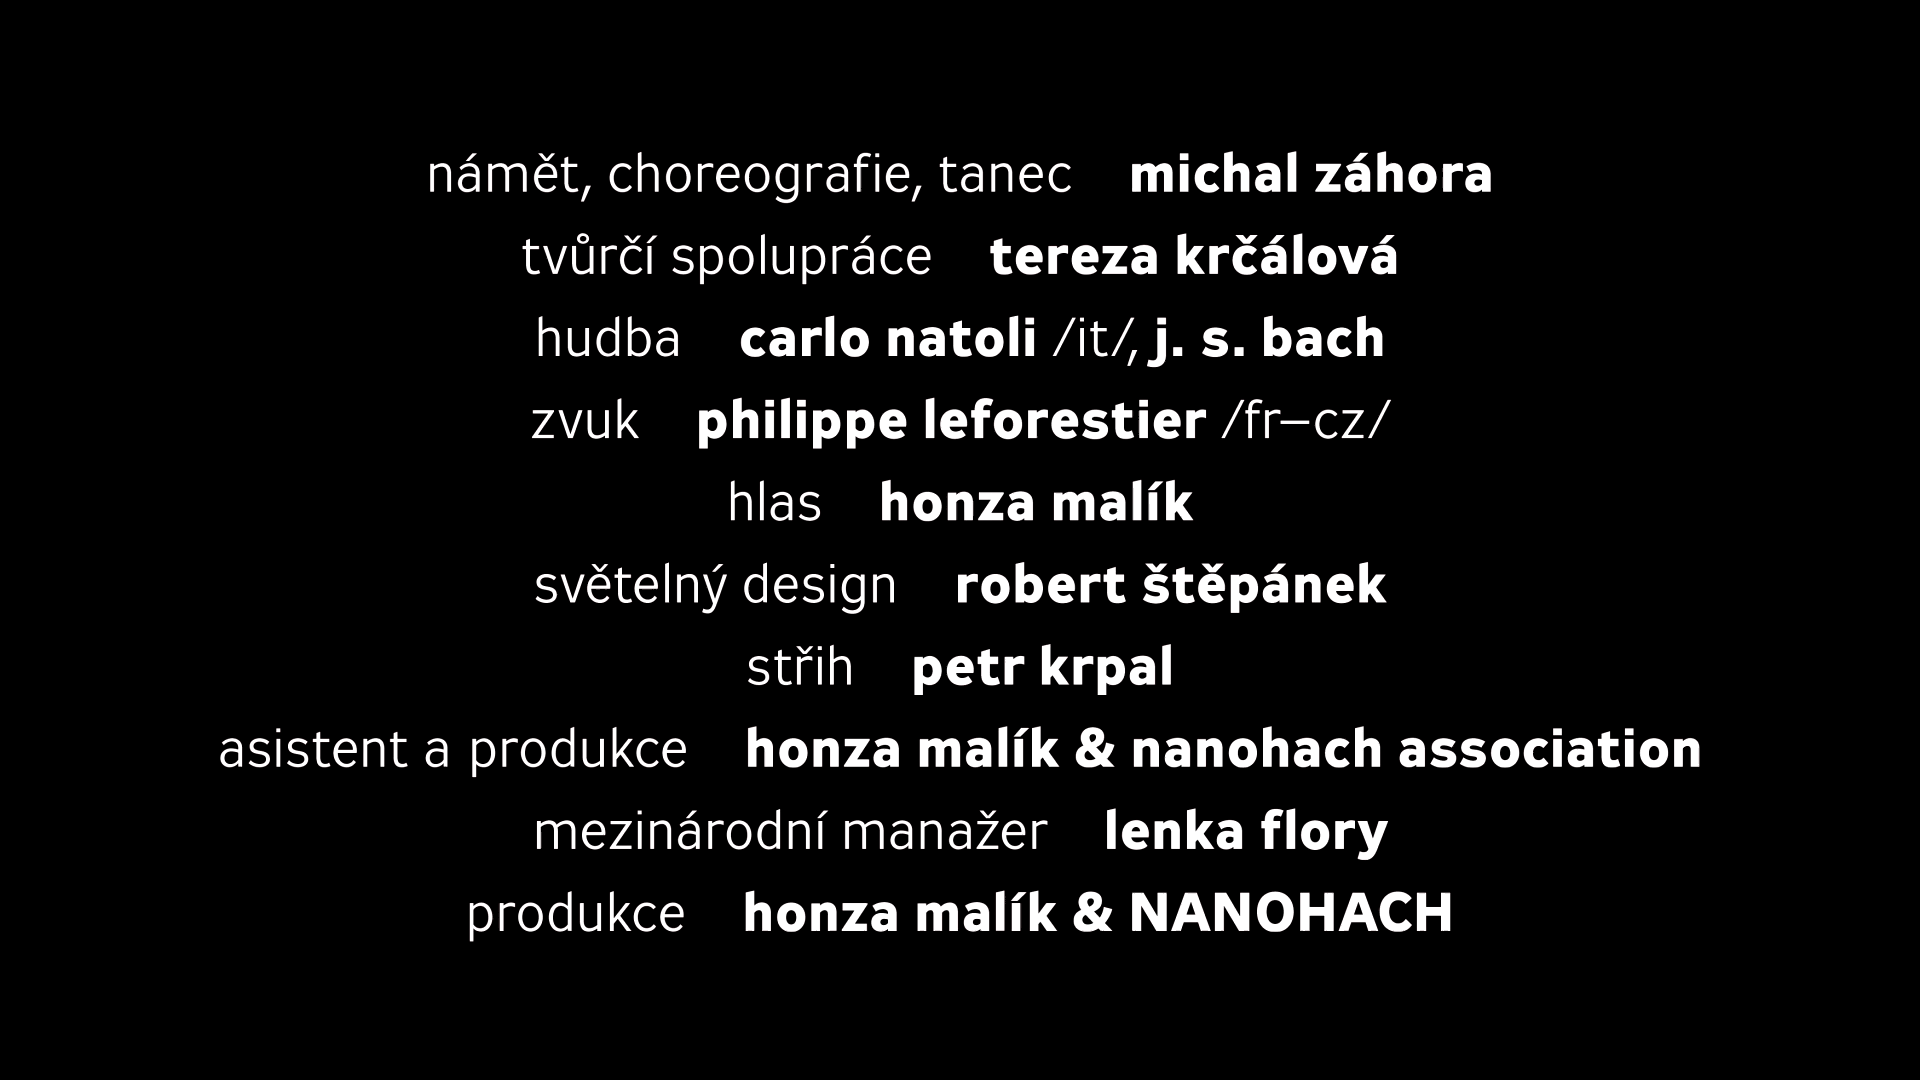 námět, choreografie, tanec michal záhora
tvůrčí spolupráce tereza krčálová
hudba carlo natoli /it/, j. s. bach
zvuk philippe leforestier /fr–cz/
hlas honza malík
světelný design robert štěpánek
střih petr krpal
asistent a produkce honza malík & nanohach association
mezinárodní manažer lenka flory
produkce honza malík & NANOHACH